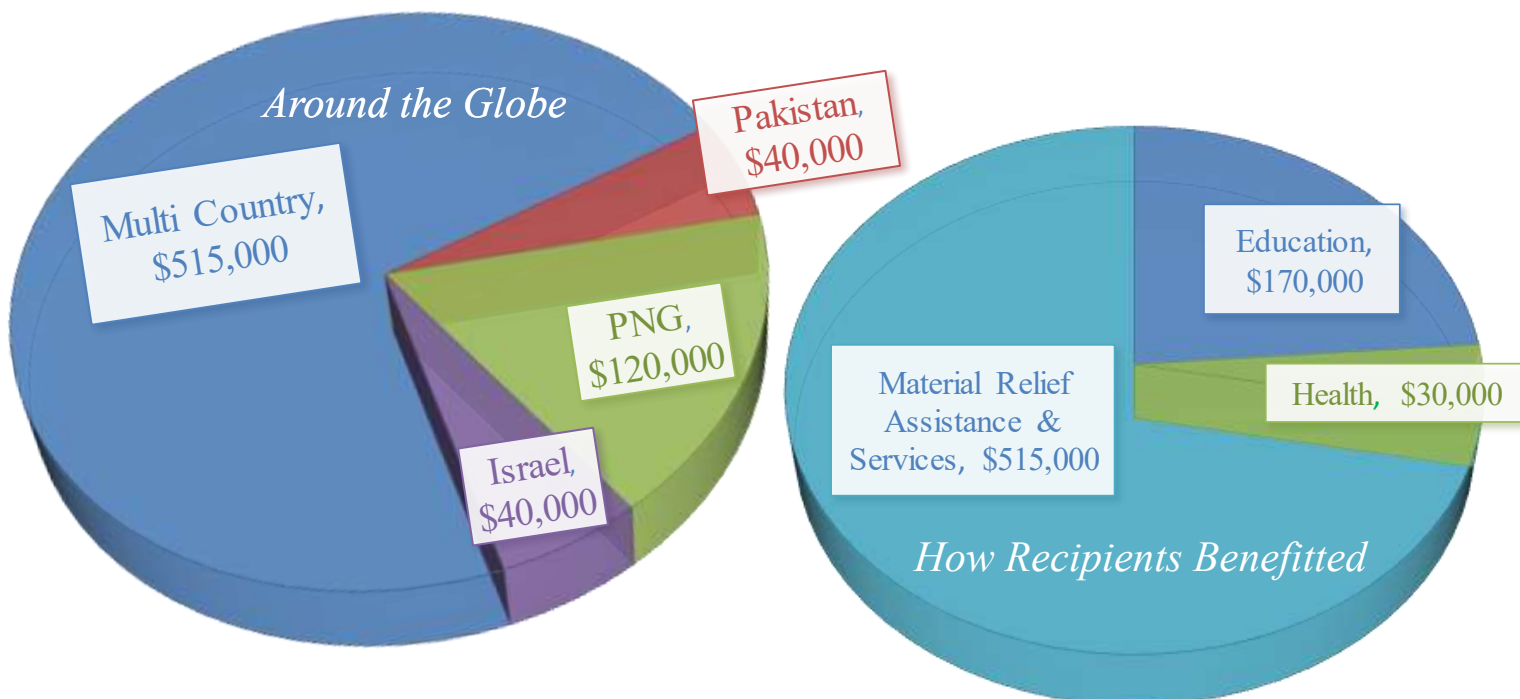 Around the Globe
Multi Country,
$515,000
Pakistan,
$40,000
PNG,
$120,000
Israel,
$40,000
Education,
$170,000
Health, $30,000
Material Relief
Assistance &
Services, $515,000
How Recipients Benefitted